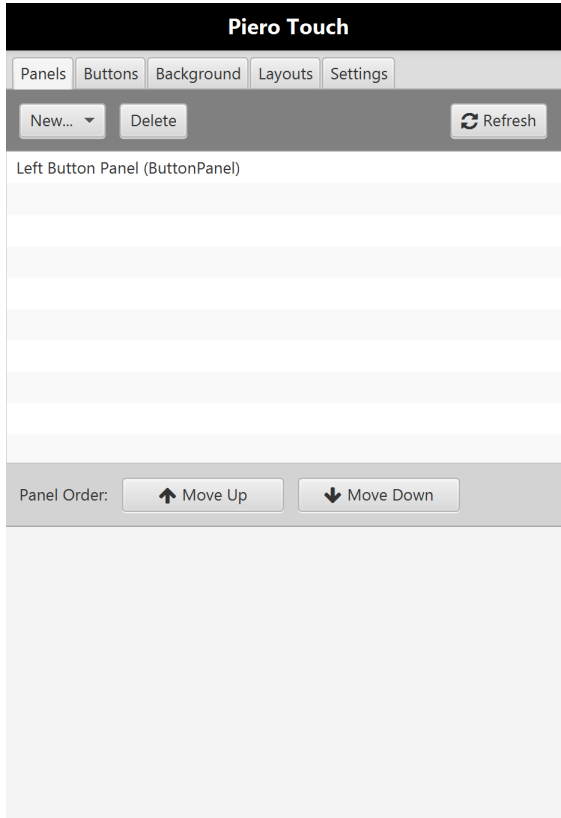 Piero Touch
Panels Buttons Background Layouts Settings
New... Delete Refresh
Left Button Panel (ButtonPanel)
Panel Order: Move Up Move Down